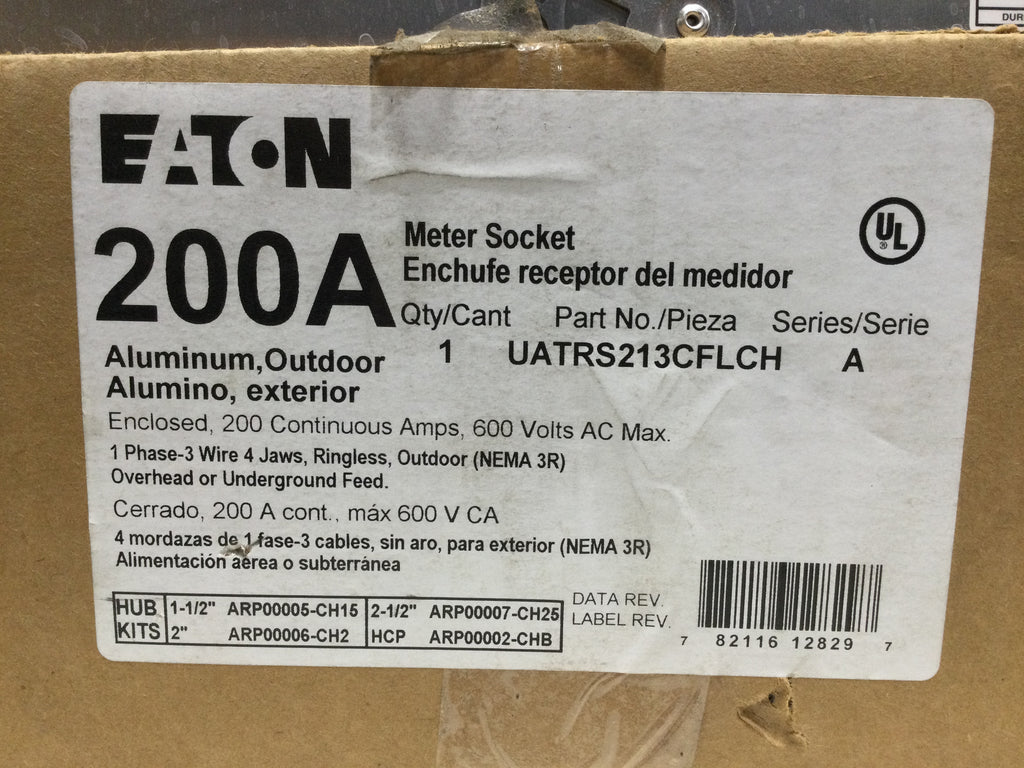 DUR
EATON
200A
Meter Socket
Enchufe receptor del medidor
UL
®
Qty/Cant Part No./Pieza Series/Serie
1 UATRS213CFLCH A
Aluminum,Outdoor
Alumino, exterior
Enclosed, 200 Continuous Amps, 600 Volts AC Max.
1 Phase-3 Wire 4 Jaws, Ringless, Outdoor (NEMA 3R)
Overhead or Underground Feed.
Cerrado, 200 A cont., máx 600 V CA
4 mordazas de 1 fase-3 cables, sin aro, para exterior (NEMA 3R)
Alimentación aérea o subterránea
HUB KITS
1-1/2" ARP00005-CH15 2-1/2" ARP00007-CH25
2" ARP00006-CH2 HCP ARP00002-CHB
DATA REV.
LABEL REV.
7 82116 12829 7